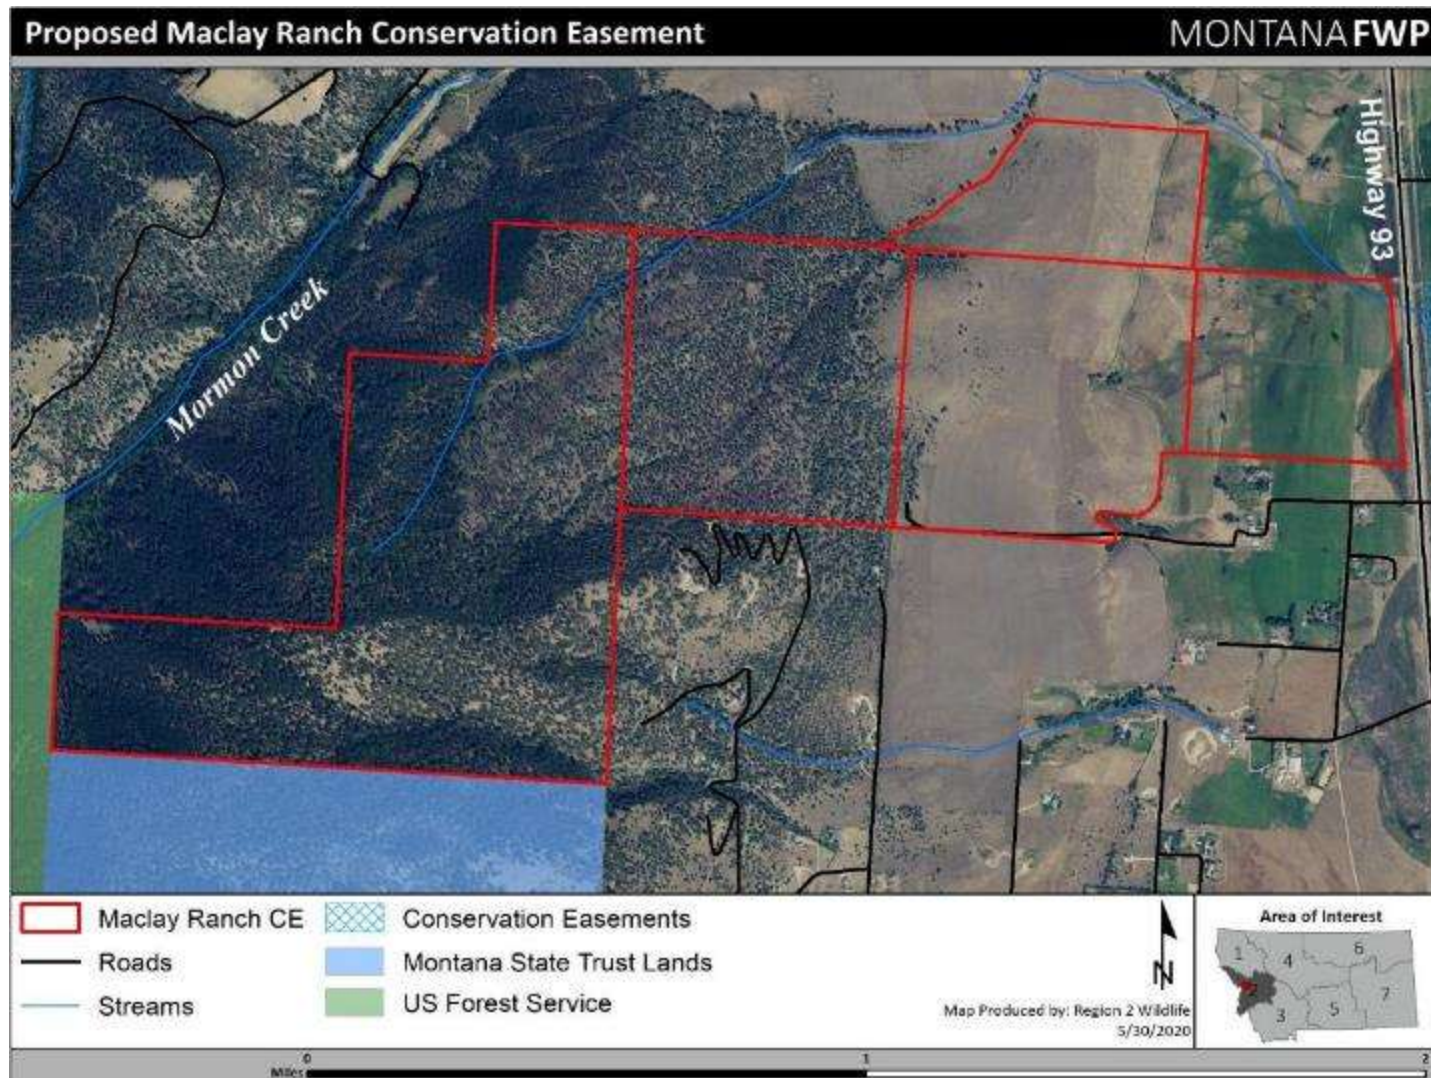 Proposed Maclay Ranch Conservation Easement
MONTANAFWP
Highway 93
Mormon Creek
Maclay Ranch CE
Roads
Streams
Conservation Easements
Montana State Trust Lands
US Forest Service
N
Map Produced by: Region 2 Wildlife
5/30/2020
Area of Interest
1
6
4
2
7
5
3
0
1
2
Miles